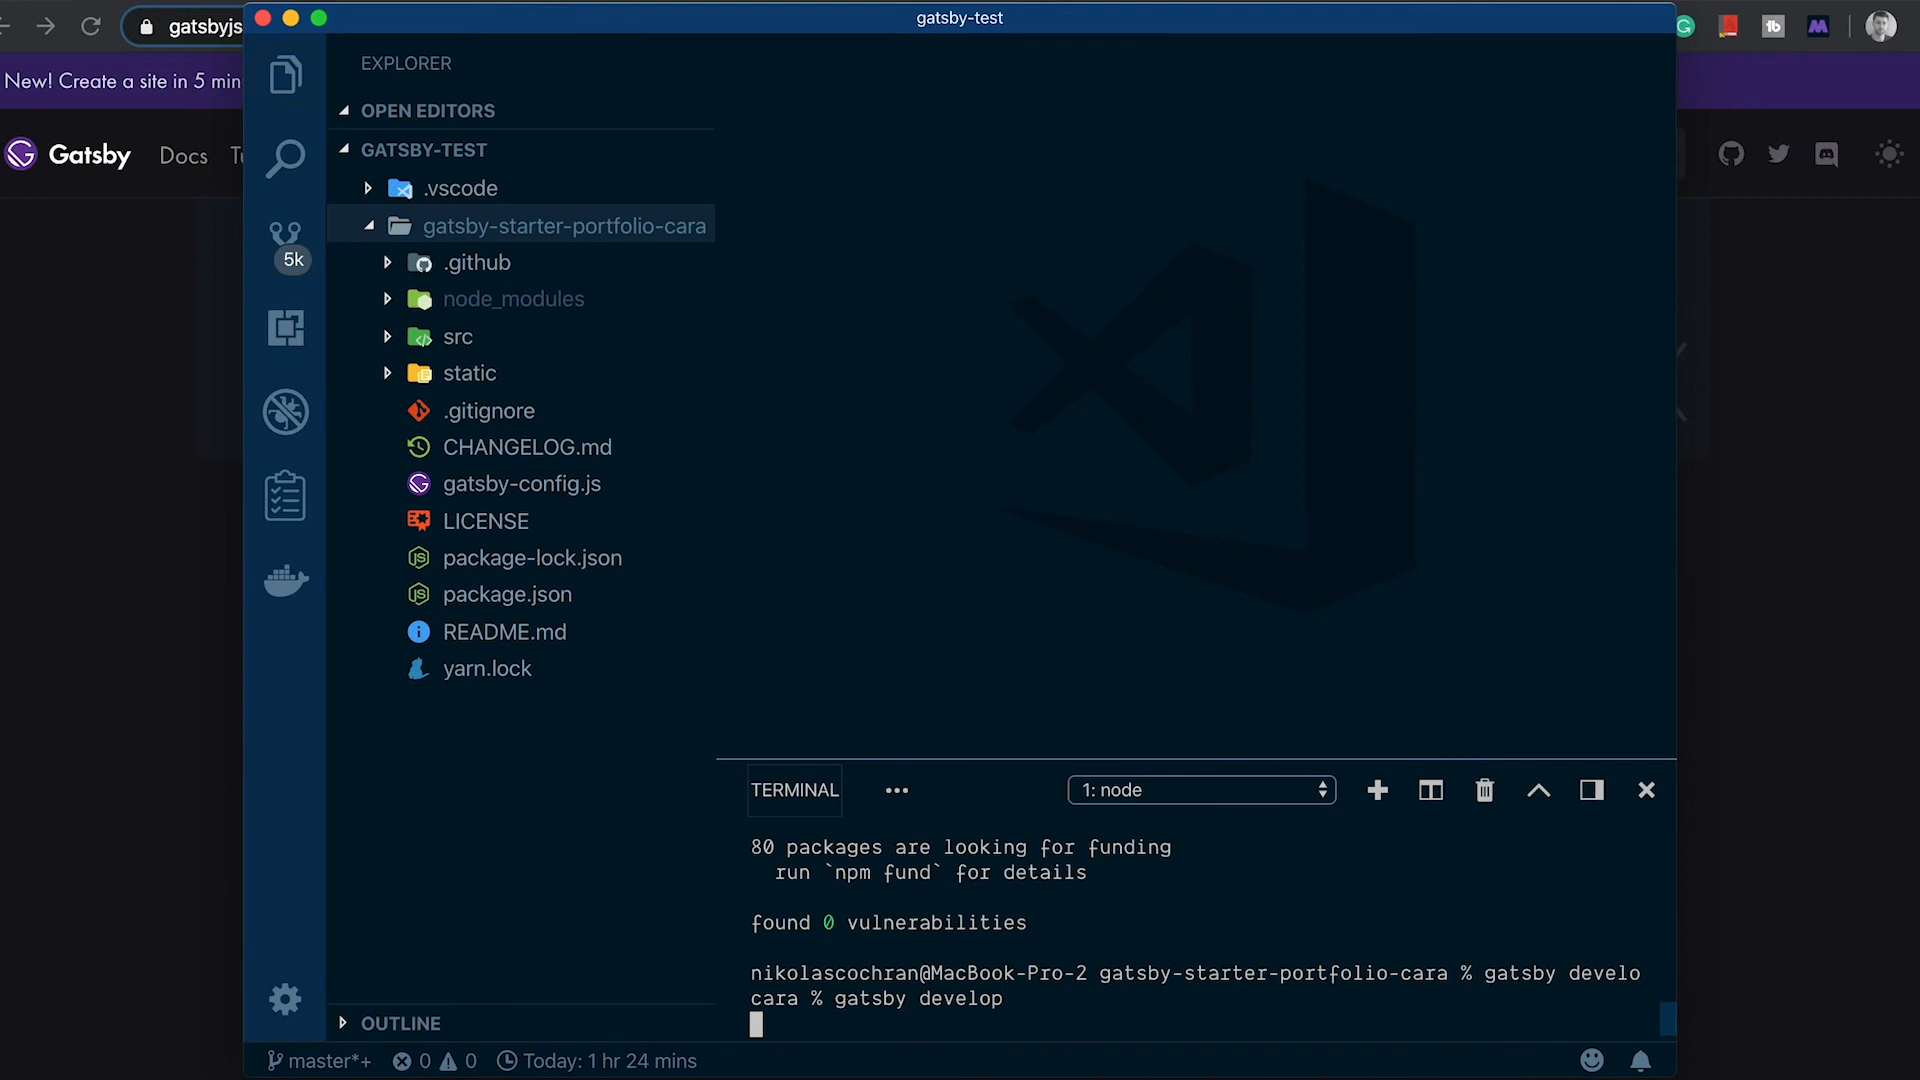 gatsby-test
gatsbyjs
New! Create a site in 5 min
Gatsby
Docs
Tu
EXPLORER
OPEN EDITORS
GATSBY-TEST
.vscode
gatsby-starter-portfolio-cara
.github
node_modules
src
static
.gitignore
CHANGELOG.md
gatsby-config.js
LICENSE
package-lock.json
package.json
README.md
yarn.lock
5k
OUTLINE
TERMINAL
1: node
80 packages are looking for funding
run `npm fund` for details
found 0 vulnerabilities
nikolascochran@MacBook-Pro-2 gatsby-starter-portfolio-cara % gatsby develo
cara % gatsby develop
master*+ 0 0 Today: 1 hr 24 mins